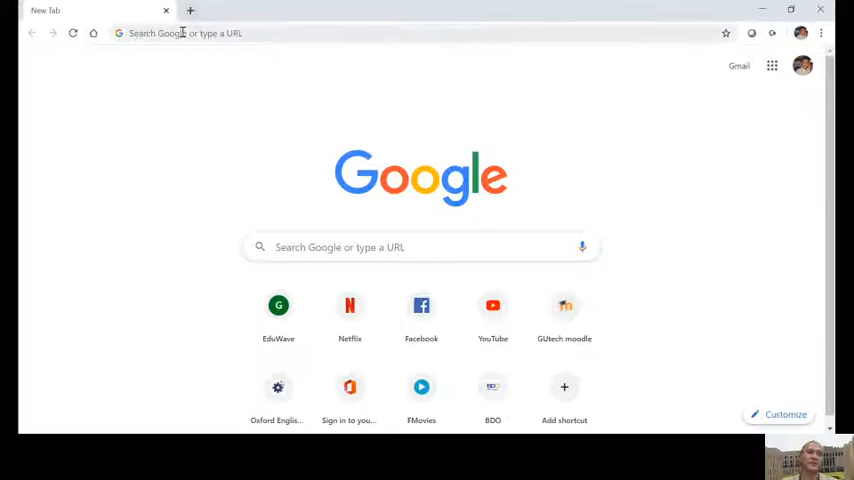 New Tab
Search Google or type a URL
Gmail
Google
Search Google or type a URL
G
N
EduWave
Netflix
Facebook
YouTube
GUtech moodle
BDO
Oxford Englis...
Sign in to you...
FMovies
BDO
Add shortcut
Customize